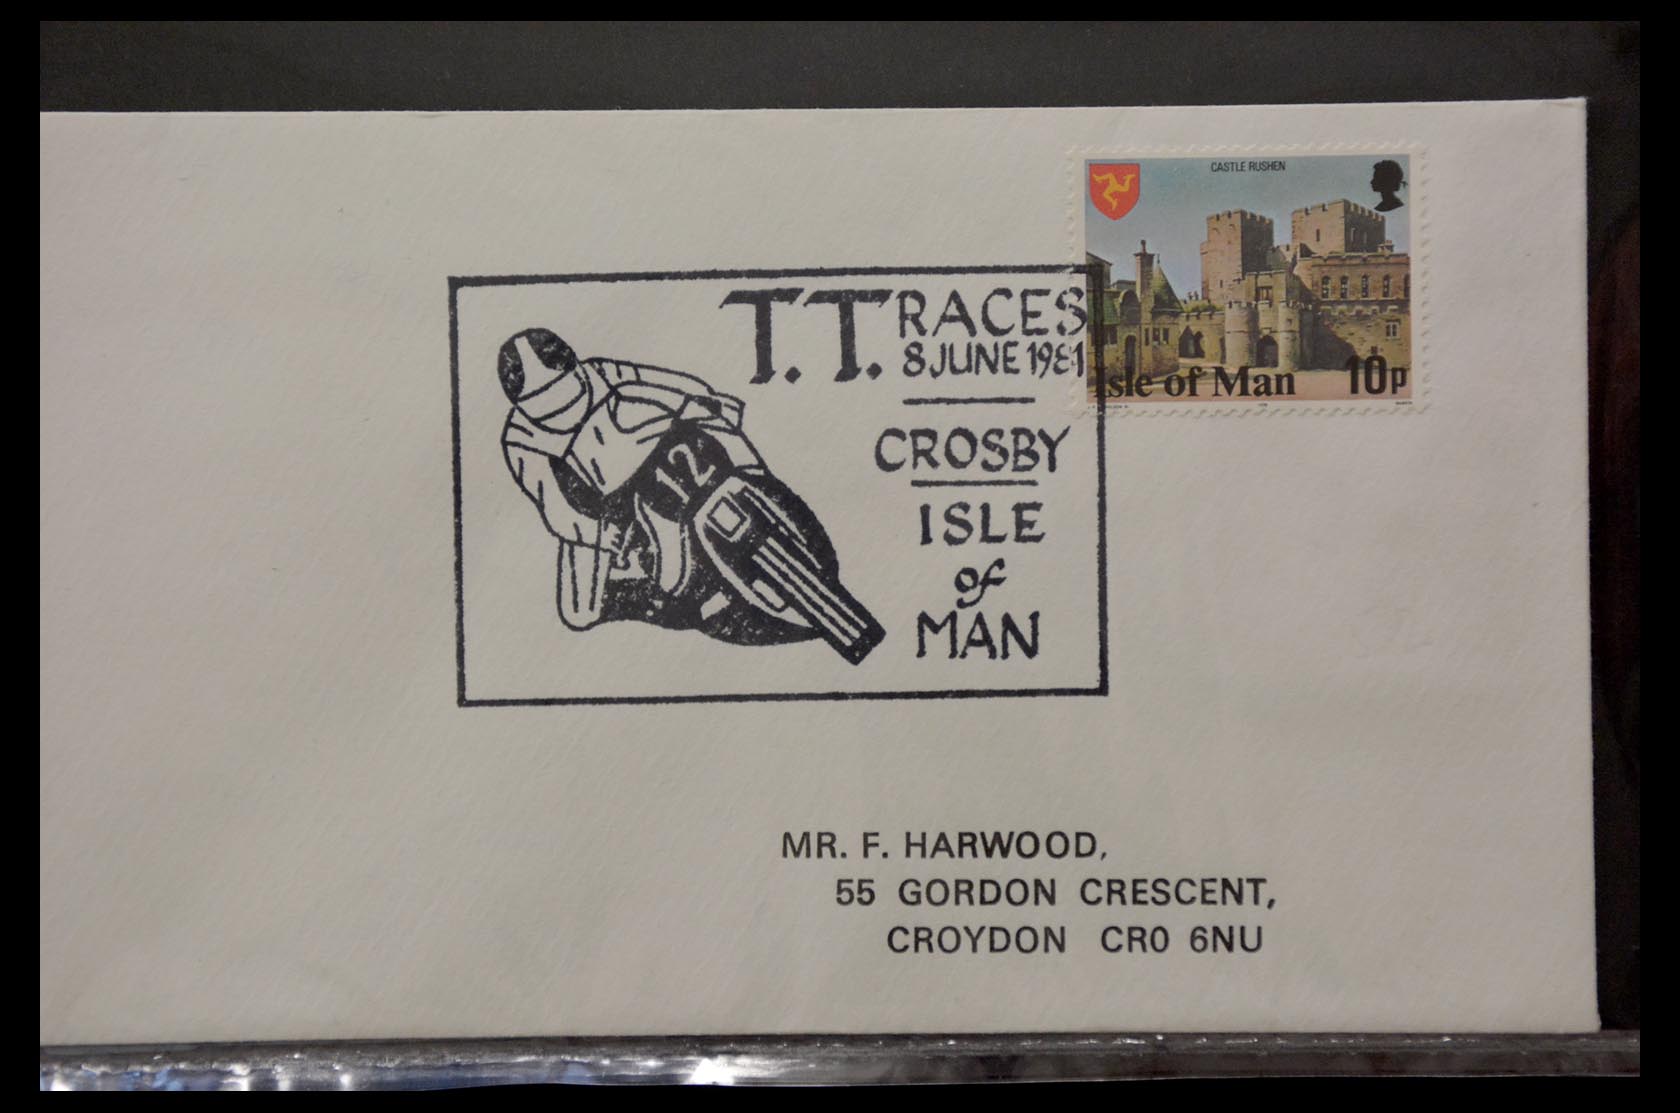 CASTLE RUSHEN
Isle of Man 10p
T.T. RACES
8 JUNE 1981
CROSBY
ISLE
of
MAN
12
MR. F. HARWOOD,
55 GORDON CRESCENT,
CROYDON CR0 6NU